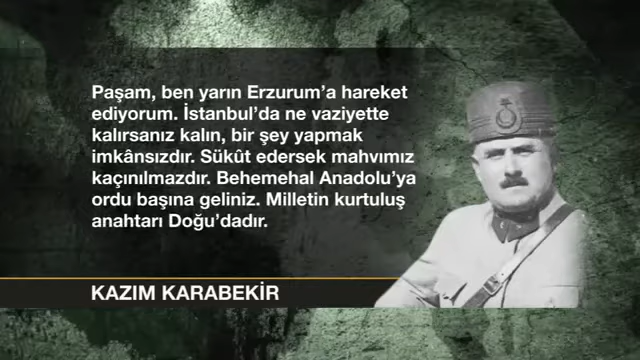 Paşam, ben yarın Erzurum’a hareket
ediyorum. İstanbul’da ne vaziyette
kalırsanız kalın, bir şey yapmak
imkânsızdır. Sükût edersek mahvımız
kaçınılmazdır. Behemehal Anadolu’ya
ordu başına geliniz. Milletin kurtuluş
anahtarı Doğu’dadır.
KAZIM KARABEKİR